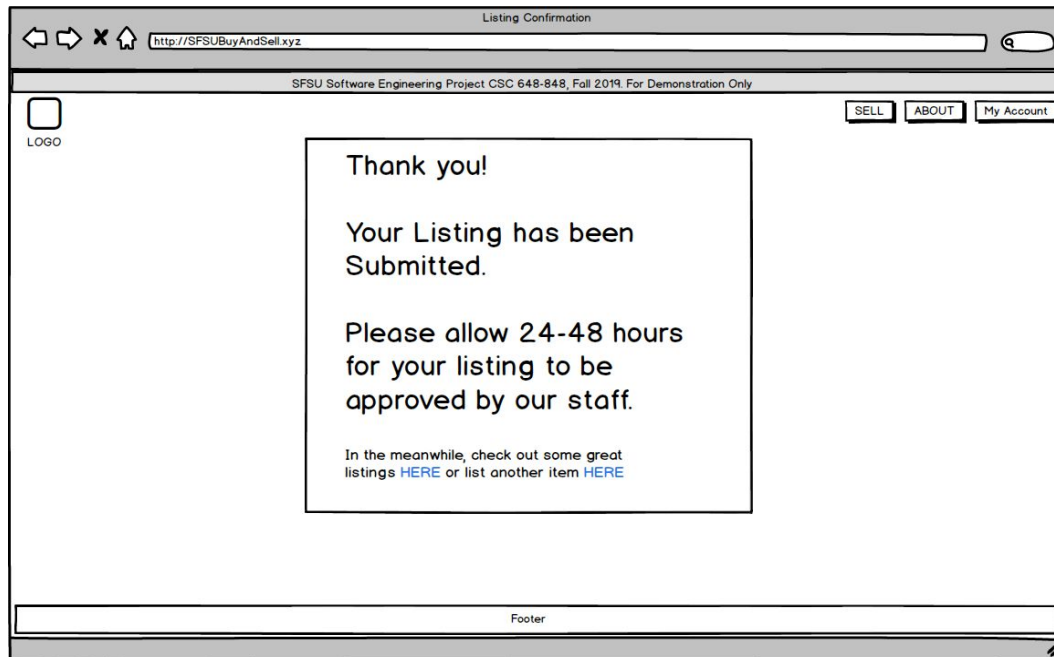 Listing Confirmation
http://SFSUBuyAndSell.xyz
SFSU Software Engineering Project CSC 648-848, Fall 2019. For Demonstration Only
LOGO
SELL ABOUT My Account
Thank you!
Your Listing has been
Submitted.
Please allow 24-48 hours
for your listing to be
approved by our staff.
In the meanwhile, check out some great
listings HERE or list another item HERE
Footer